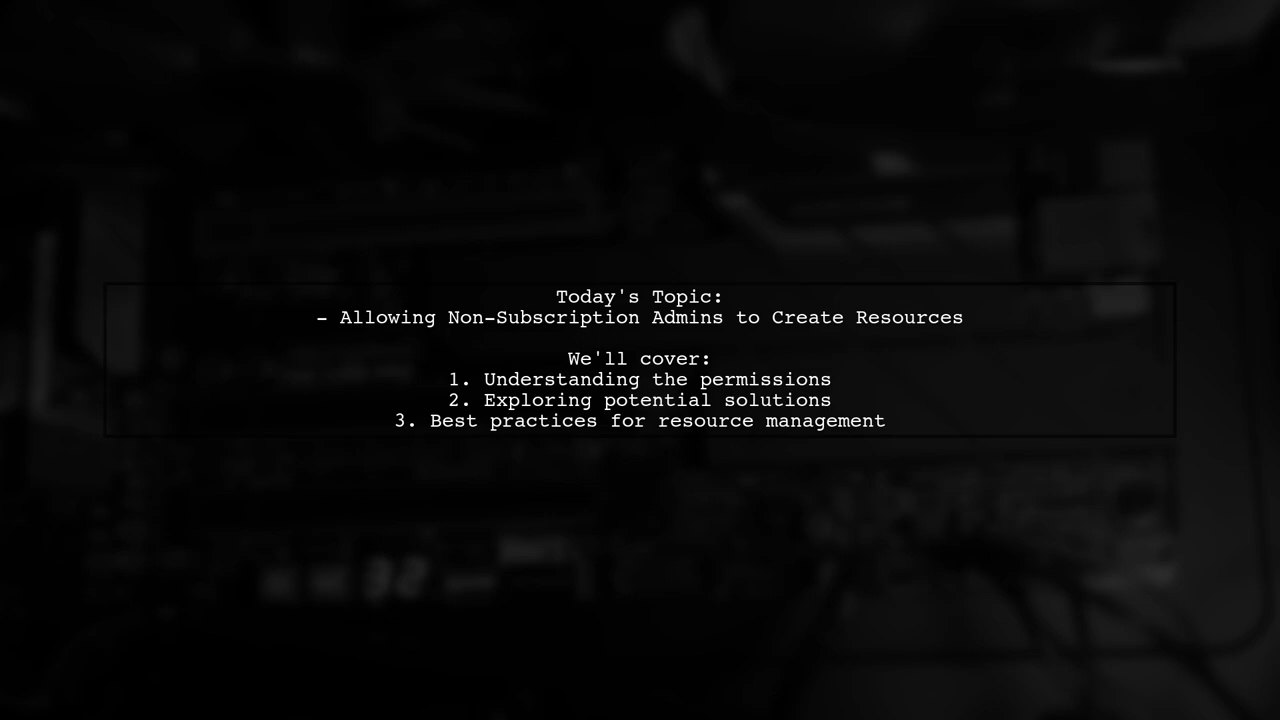 Today's Topic:
- Allowing Non-Subscription Admins to Create Resources
We'll cover:
1. Understanding the permissions
2. Exploring potential solutions
3. Best practices for resource management